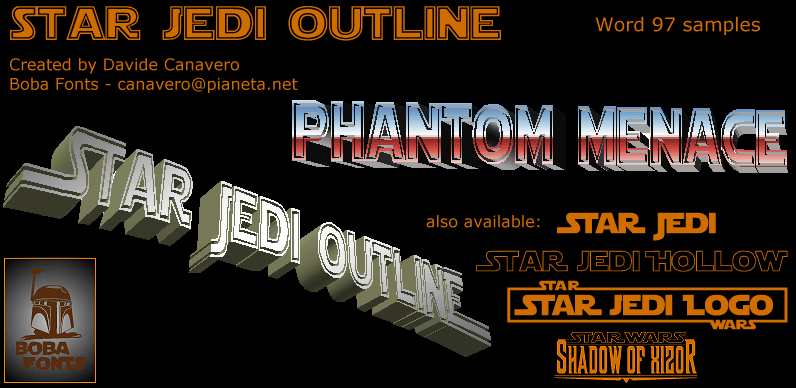 STAR JEDI OUTLINE
Word 97 samples
Created by Davide Canavero
Boba Fonts - canavero@pianeta.net
PHANTOM MENACE
STAR JEDI OUTLINE
also available: STAR JEDI
STAR JEDI HOLLOW
STAR
STAR JEDI LOGO
WARS
STAR WARS
SHADOW OF XIZOR
BOBA
FONTS